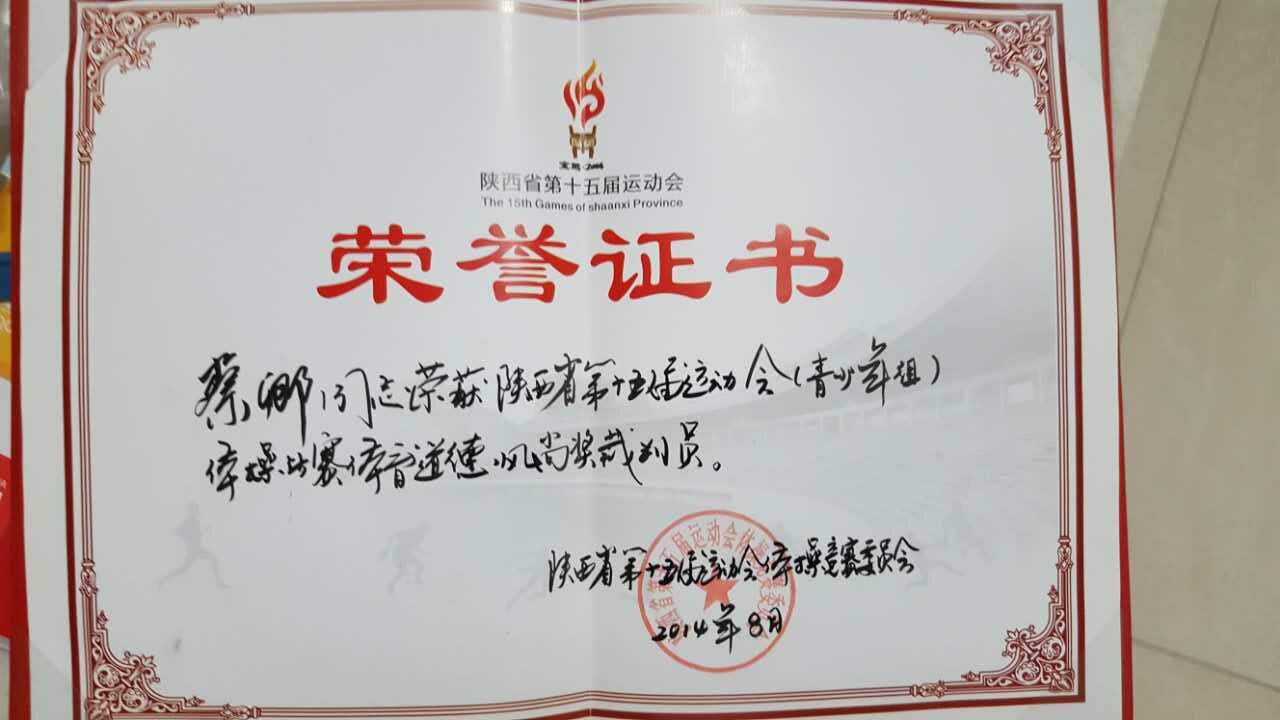 陕西省第十五届运动会
The 15th Games of shaanxi Province
荣誉证书
蔡卿同志荣获陕西省第十五届运动会(青少年组)
体操比赛体育道德风尚奖裁判员。
陕西省第十五届运动会体操竞赛委员会
2014年8月